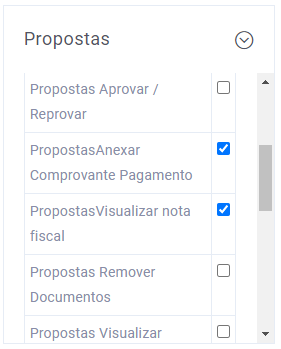 Propostas
Propostas Aprovar /
Reprovar
PropostasAnexar
Comprovante Pagamento
PropostasVisualizar nota
fiscal
Propostas Remover
Documentos
Propostas Visualizar